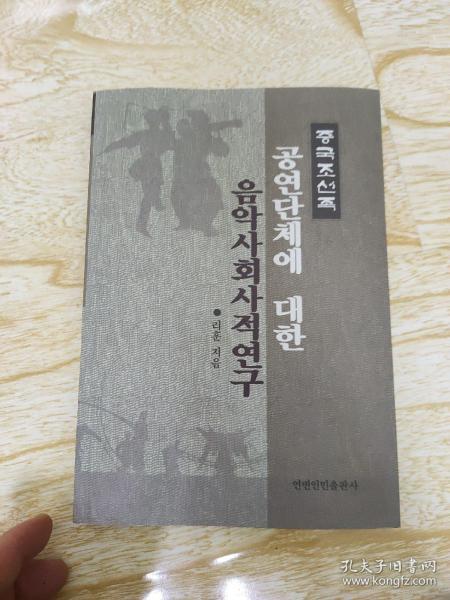 중국조선족
공연단체에 대한
음악사회사적연구
● 리훈 지음
연변인민출판사
孔夫子旧书网
www.kongfz.com